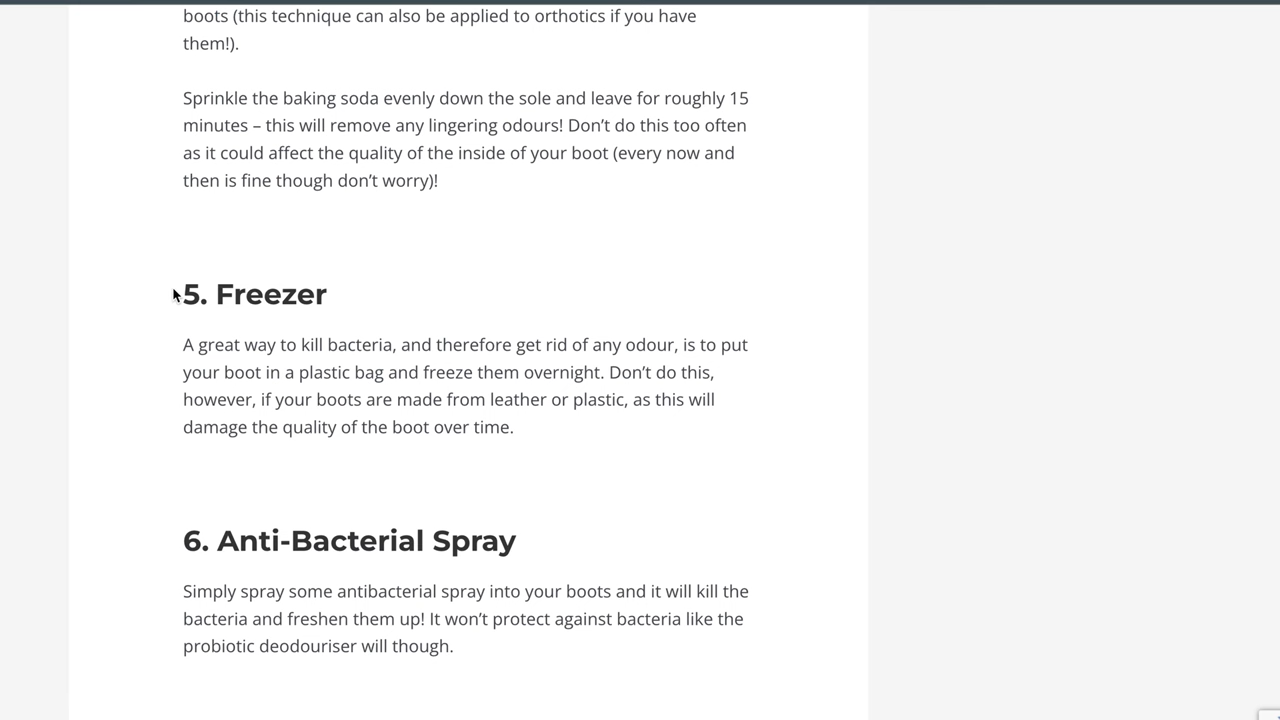 boots (this technique can also be applied to orthotics if you have
them!).
Sprinkle the baking soda evenly down the sole and leave for roughly 15
minutes – this will remove any lingering odours! Don’t do this too often
as it could affect the quality of the inside of your boot (every now and
then is fine though don’t worry)!
5. Freezer
A great way to kill bacteria, and therefore get rid of any odour, is to put
your boot in a plastic bag and freeze them overnight. Don’t do this,
however, if your boots are made from leather or plastic, as this will
damage the quality of the boot over time.
6. Anti-Bacterial Spray
Simply spray some antibacterial spray into your boots and it will kill the
bacteria and freshen them up! It won’t protect against bacteria like the
probiotic deodouriser will though.